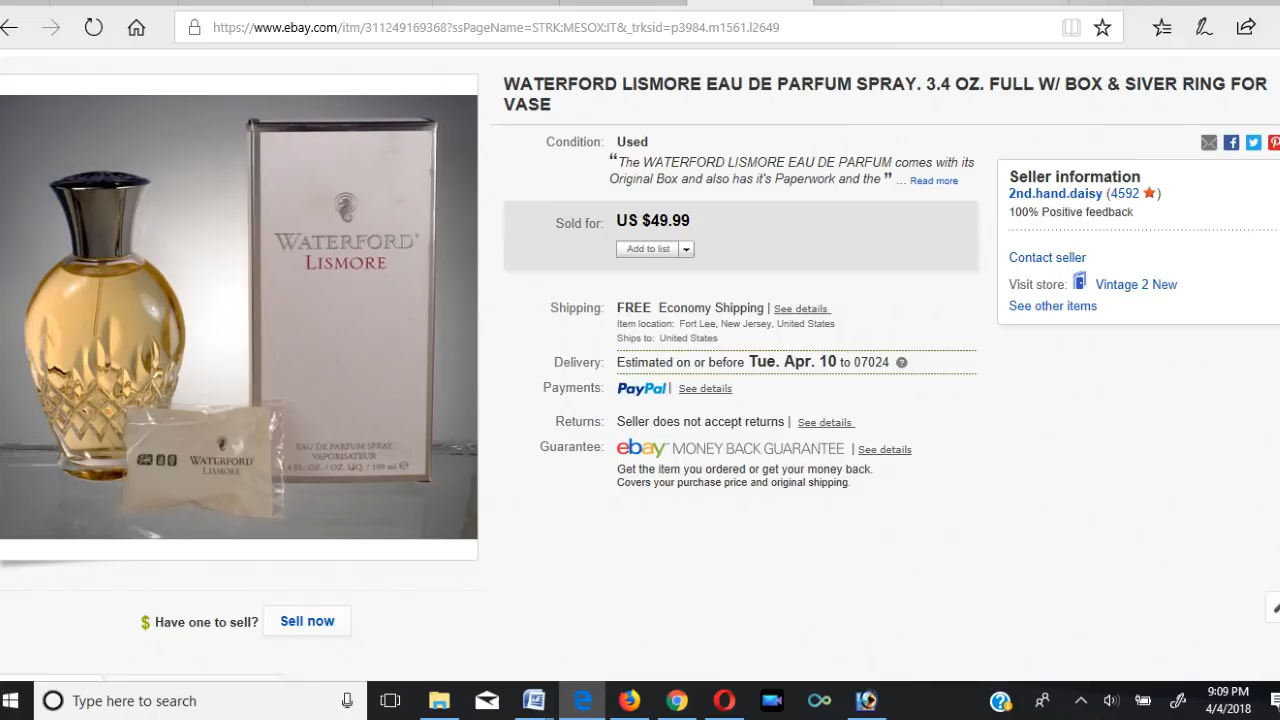 https://www.ebay.com/itm/311249169368?ssPageName=STRK:MESOX:IT&_trksid=p3984.m1561.l2649
WATERFORD LISMORE EAU DE PARFUM SPRAY. 3.4 OZ. FULL W/ BOX & SIVER RING FOR
VASE
Condition: Used
“The WATERFORD LISMORE EAU DE PARFUM comes with its
Original Box and also has it's Paperwork and the ” ... Read more
Sold for: US $49.99
Add to list
Shipping: FREE Economy Shipping | See details
Item location: Fort Lee, New Jersey, United States
Ships to: United States
Delivery: Estimated on or before Tue. Apr. 10 to 07024 ?
Payments: PayPal | See details
Returns: Seller does not accept returns | See details
Guarantee: ebay MONEY BACK GUARANTEE | See details
Get the item you ordered or get your money back.
Covers your purchase price and original shipping.
Seller information
2nd.hand.daisy (4592 )
100% Positive feedback
Contact seller
Visit store: Vintage 2 New
See other items
WATERFORD
LISMORE
EAU DE PARFUM SPRAY
VAPORISATEUR
WATERFORD
LISMORE
$ Have one to sell? Sell now
Type here to search
9:09 PM
4/4/2018